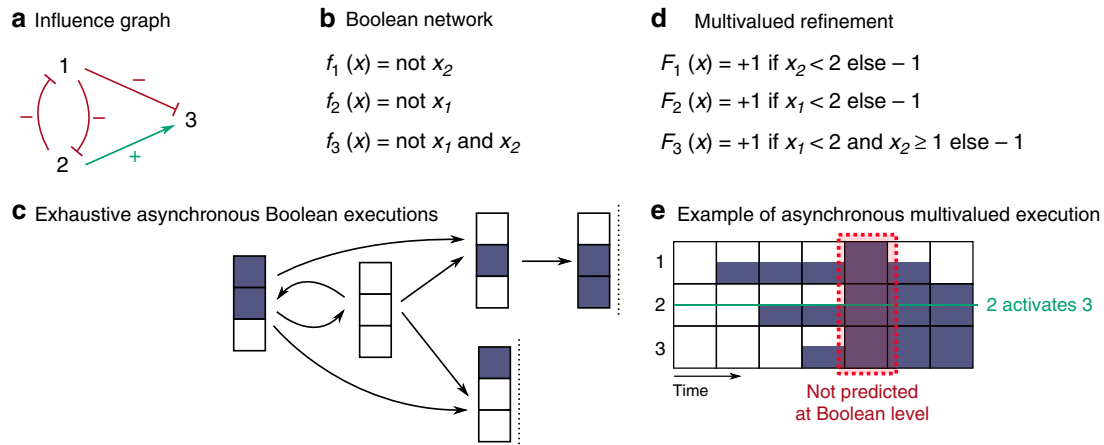 a Influence graph
1
−
−
−
3
2
+
b Boolean network
f1 (x) = not x2
f2 (x) = not x1
f3 (x) = not x1 and x2
d Multivalued refinement
F1 (x) = +1 if x2 < 2 else − 1
F2 (x) = +1 if x1 < 2 else − 1
F3 (x) = +1 if x1 < 2 and x2 ≥ 1 else − 1
c Exhaustive asynchronous Boolean executions
e Example of asynchronous multivalued execution
1
2
2 activates 3
3
Time
Not predicted
at Boolean level